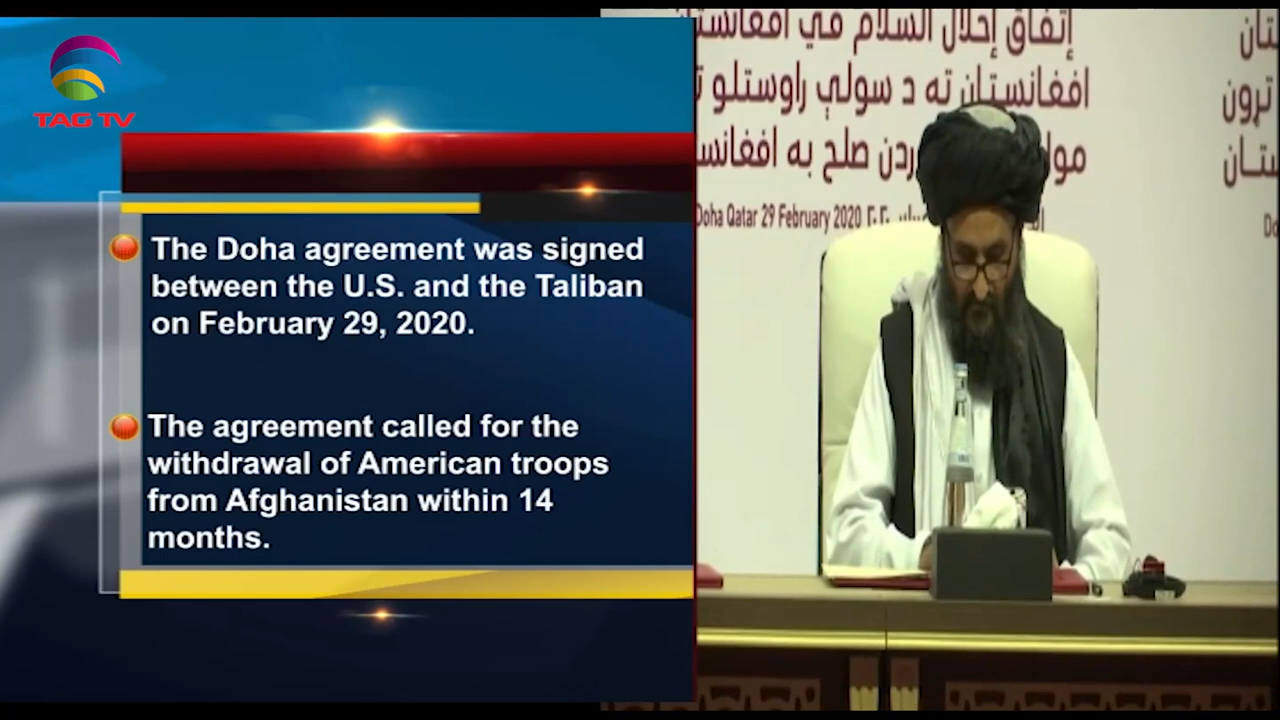 TAG TV
The Doha agreement was signed
between the U.S. and the Taliban
on February 29, 2020.
The agreement called for the
withdrawal of American troops
from Afghanistan within 14
months.
إتفاق إحلال السلام في افغانستان
افغانستان ته د سولې راوستلو
صلح به افغانس
Doha Qatar 29 February 2020
تړون